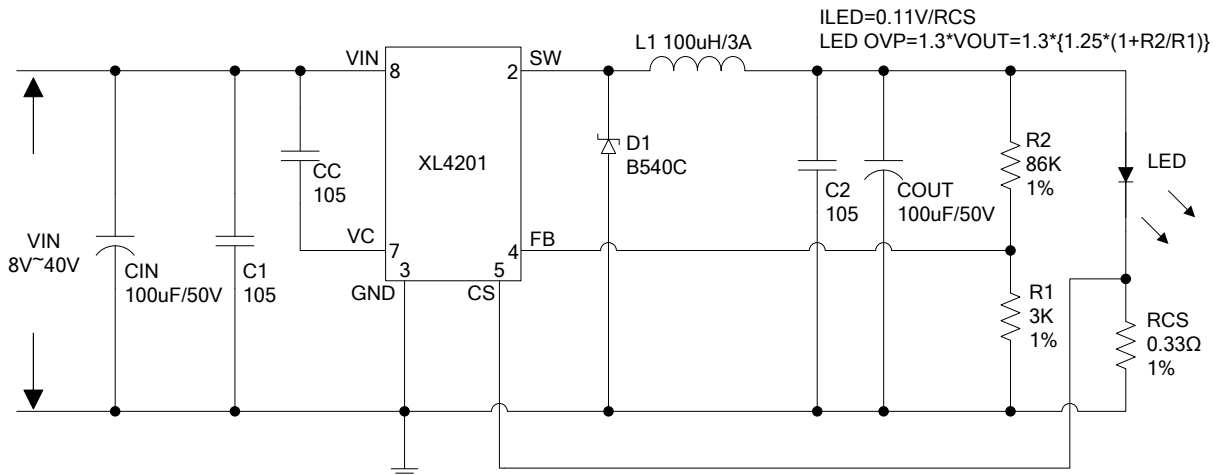 ILED=0.11V/RCS
LED OVP=1.3*VOUT=1.3*{1.25*(1+R2/R1)}
L1 100uH/3A
VIN
8
2
SW
XL4201
CC
105
D1
B540C
R2
86K
1%
LED
C2
105
COUT
100uF/50V
VC
7
4
FB
VIN
8V~40V
CIN
100uF/50V
C1
105
3
GND
5
CS
R1
3K
1%
RCS
0.33Ω
1%